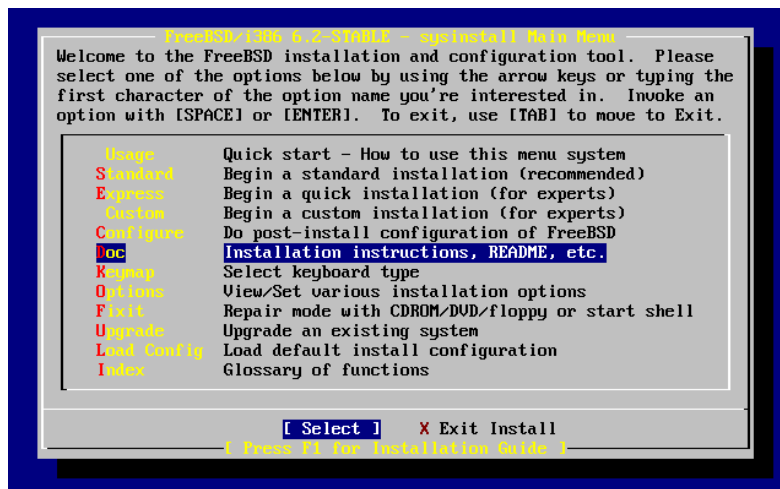 FreeBSD/i386 6.2-STABLE - sysinstall Main Menu
Welcome to the FreeBSD installation and configuration tool.  Please
select one of the options below by using the arrow keys or typing the
first character of the option name you're interested in.  Invoke an
option with [SPACE] or [ENTER].  To exit, use [TAB] to move to Exit.
Usage Quick start - How to use this menu system
Standard Begin a standard installation (recommended)
Express Begin a quick installation (for experts)
Custom Begin a custom installation (for experts)
Configure Do post-install configuration of FreeBSD
Doc Installation instructions, README, etc.
Keymap Select keyboard type
Options View/Set various installation options
Fixit Repair mode with CDROM/DVD/floppy or start shell
Upgrade Upgrade an existing system
Load Config Load default install configuration
Index Glossary of functions
[ Select ] X Exit Install
[ Press F1 for Installation Guide ]